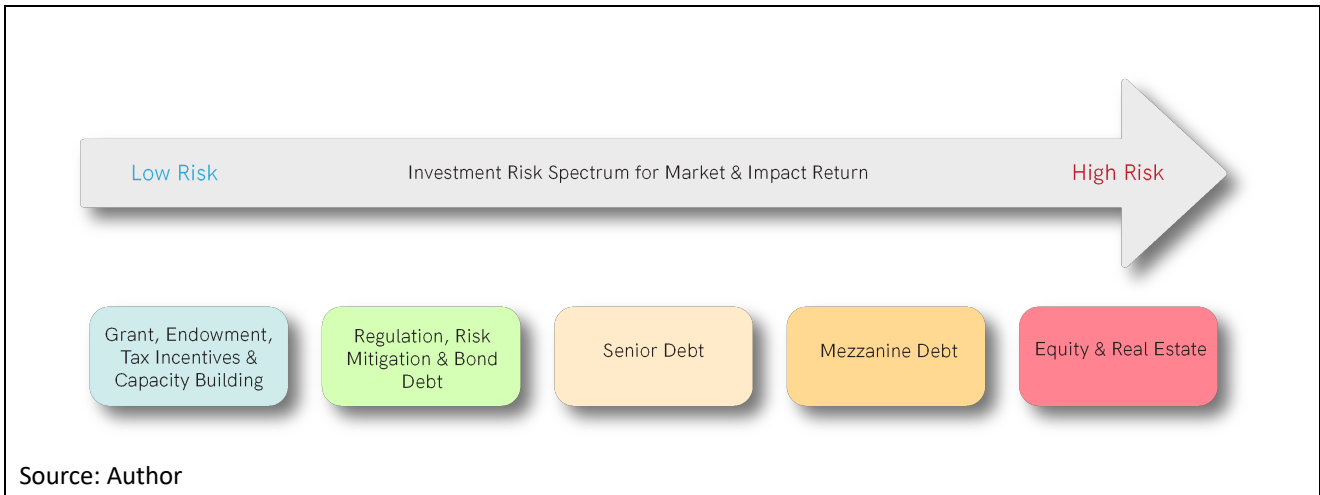 Low Risk
Investment Risk Spectrum for Market & Impact Return
High Risk
Grant, Endowment,
Tax Incentives &
Capacity Building
Regulation, Risk
Mitigation & Bond
Debt
Senior Debt
Mezzanine Debt
Equity & Real Estate
Source: Author